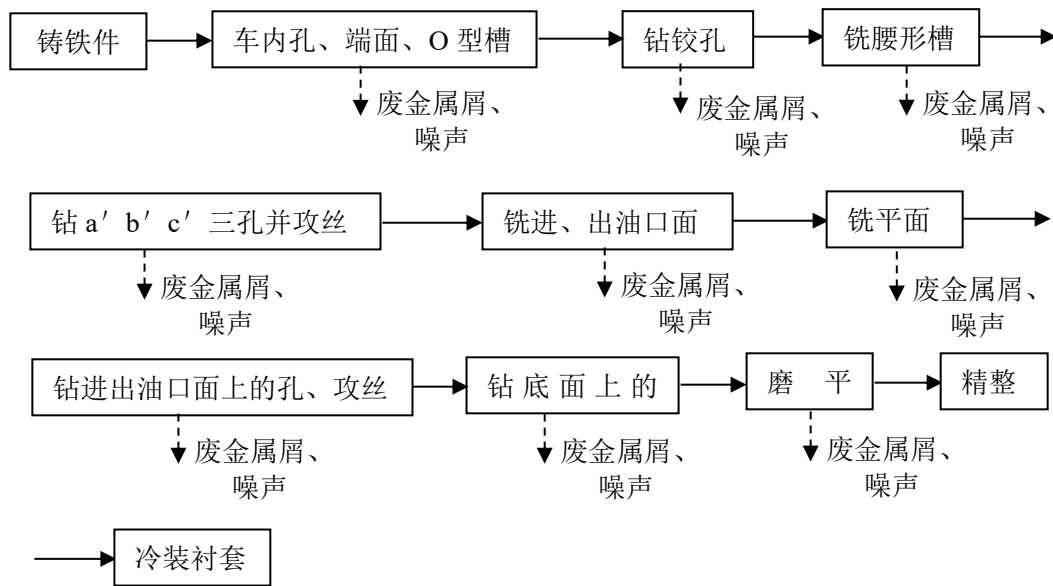 铸铁件 车内孔、端面、O 型槽 钻铰孔 铣腰形槽
废金属屑、 废金属屑、 废金属屑、
噪声 噪声 噪声
钻 a′ b′ c′ 三孔并攻丝 铣进、出油口面 铣平面
废金属屑、 废金属屑、 废金属屑、
噪声 噪声 噪声
钻进出油口面上的孔、攻丝 钻 底 面 上 的 磨 平 精整
废金属屑、 废金属屑、 废金属屑、
噪声 噪声 噪声
冷装衬套